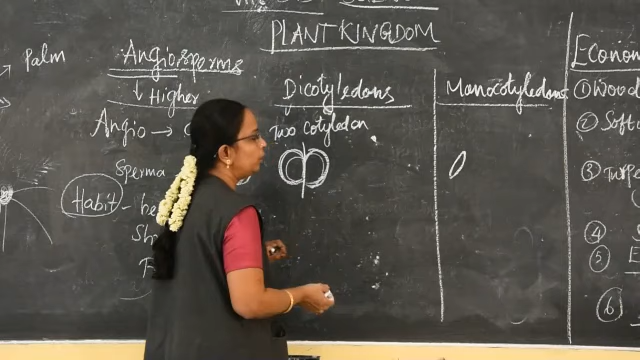 PLANT KINGDOM
Palm
Angiosperms
↓ Higher
Angio →
Sperma
Habit -
Dicotyledons
Two cotyledon
Monocotyledons
Econom
① Wood
② Softw
③ Turpe
④
⑤ E
⑥